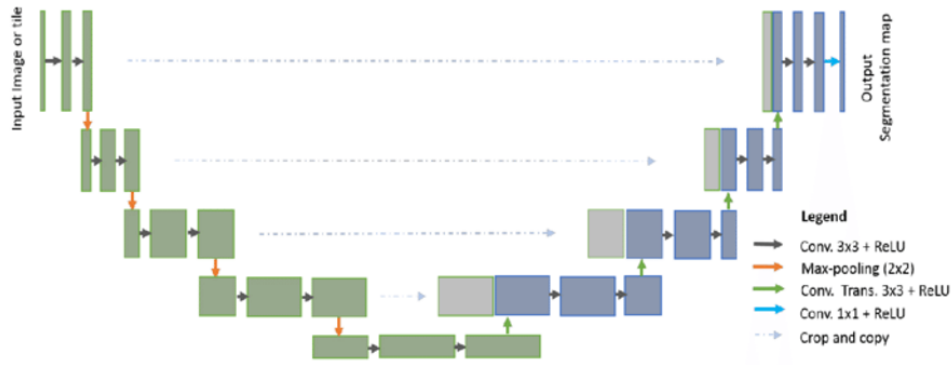 Input Image or tile
Output
Segmentation map
Legend
Conv. 3x3 + ReLU
Max-pooling (2x2)
Conv. Trans. 3x3 + ReLU
Conv. 1x1 + ReLU
Crop and copy